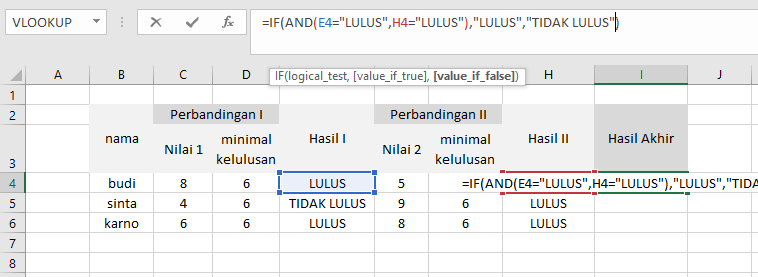 VLOOKUP
=IF(AND(E4="LULUS",H4="LULUS"),"LULUS","TIDAK LULUS")
IF(logical_test, [value_if_true], [value_if_false])
A B C D H I J
1
2 Perbandingan I Perbandingan II
nama Hasil I Hasil II Hasil Akhir
3 Nilai 1 minimal kelulusan Nilai 2 minimal kelulusan
4 budi 8 6 LULUS 5 =IF(AND(E4="LULUS",H4="LULUS"),"LULUS","TIDA
5 sinta 4 6 TIDAK LULUS 9 6 LULUS
6 karno 6 6 LULUS 8 6 LULUS
7
8